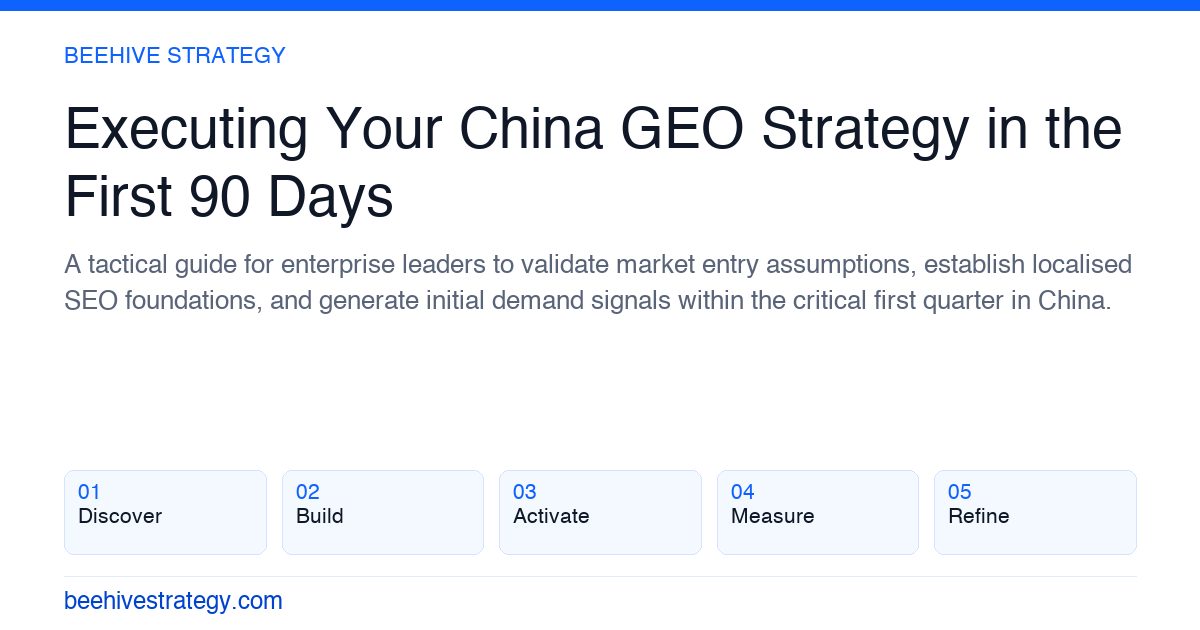 BEEHIVE STRATEGY
Executing Your China GEO Strategy in the
First 90 Days
A tactical guide for enterprise leaders to validate market entry assumptions, establish localised
SEO foundations, and generate initial demand signals within the critical first quarter in China.
01
Discover
02
Build
03
Activate
04
Measure
05
Refine
beehivestrategy.com